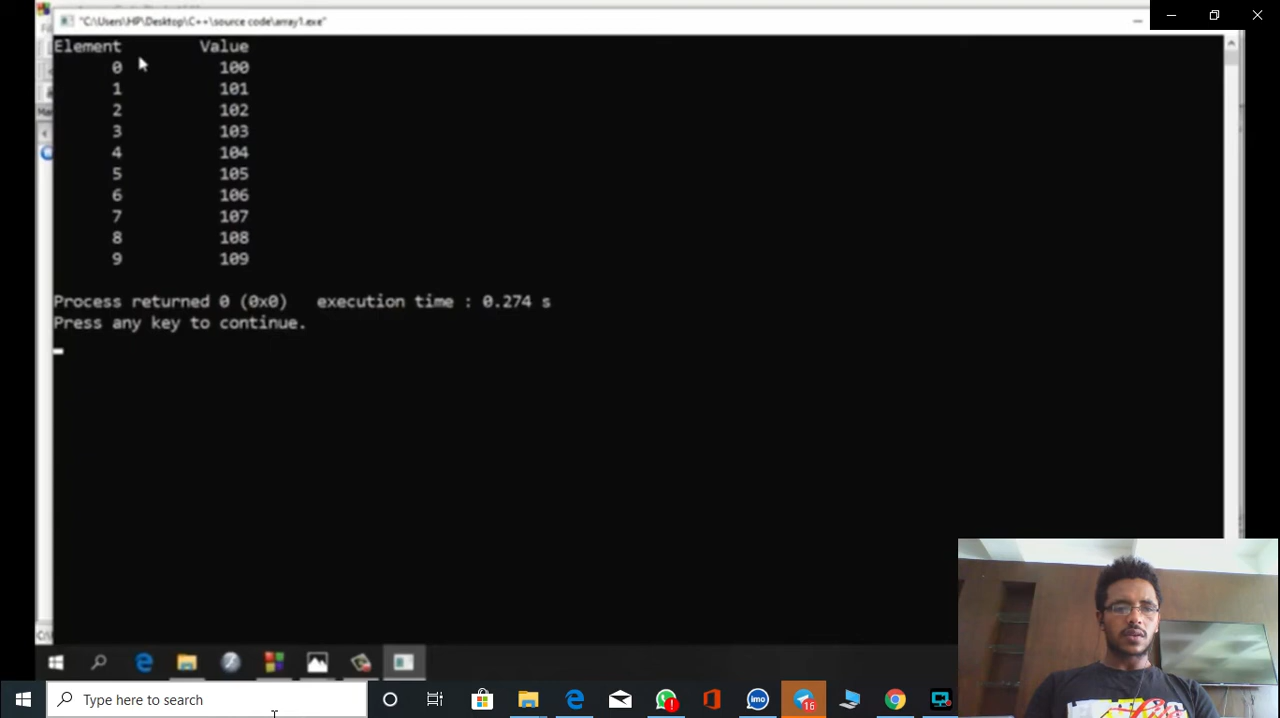 "C:\Users\HP\Desktop\C++\source code\array1.exe"
Element Value
0 100
1 101
2 102
3 103
4 104
5 105
6 106
7 107
8 108
9 109
Process returned 0 (0x0) execution time : 0.274 s
Press any key to continue.
Type here to search
imo
16